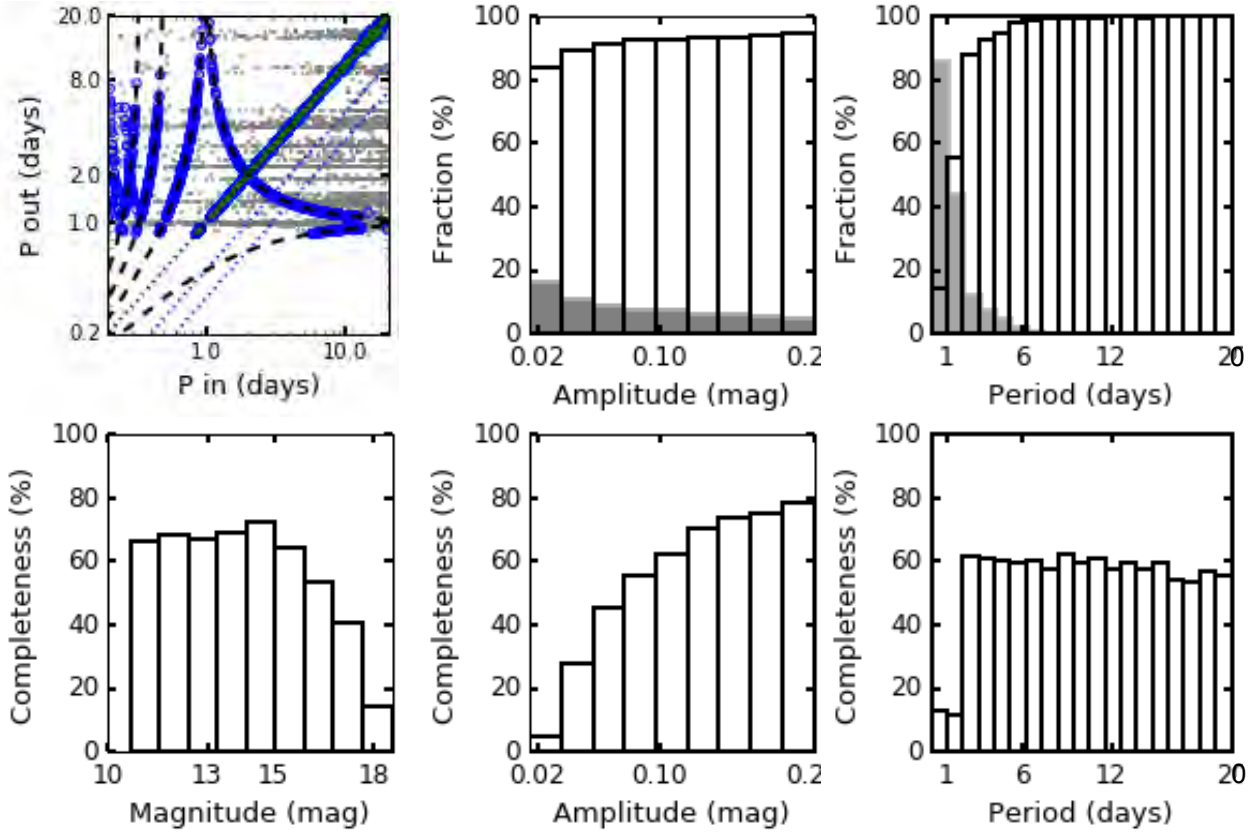 20.0
8.0
2.0
1.0
0.2
P out (days)
1.0 10.0
P in (days)
100
80
60
40
20
0
Fraction (%)
0.02 0.10 0.2
Amplitude (mag)
100
80
60
40
20
0
Fraction (%)
1 6 12 20
Period (days)
100
80
60
40
20
0
Completeness (%)
10 13 15 18
Magnitude (mag)
100
80
60
40
20
0
Completeness (%)
0.02 0.10 0.2
Amplitude (mag)
100
80
60
40
20
0
Completeness (%)
1 6 12 20
Period (days)